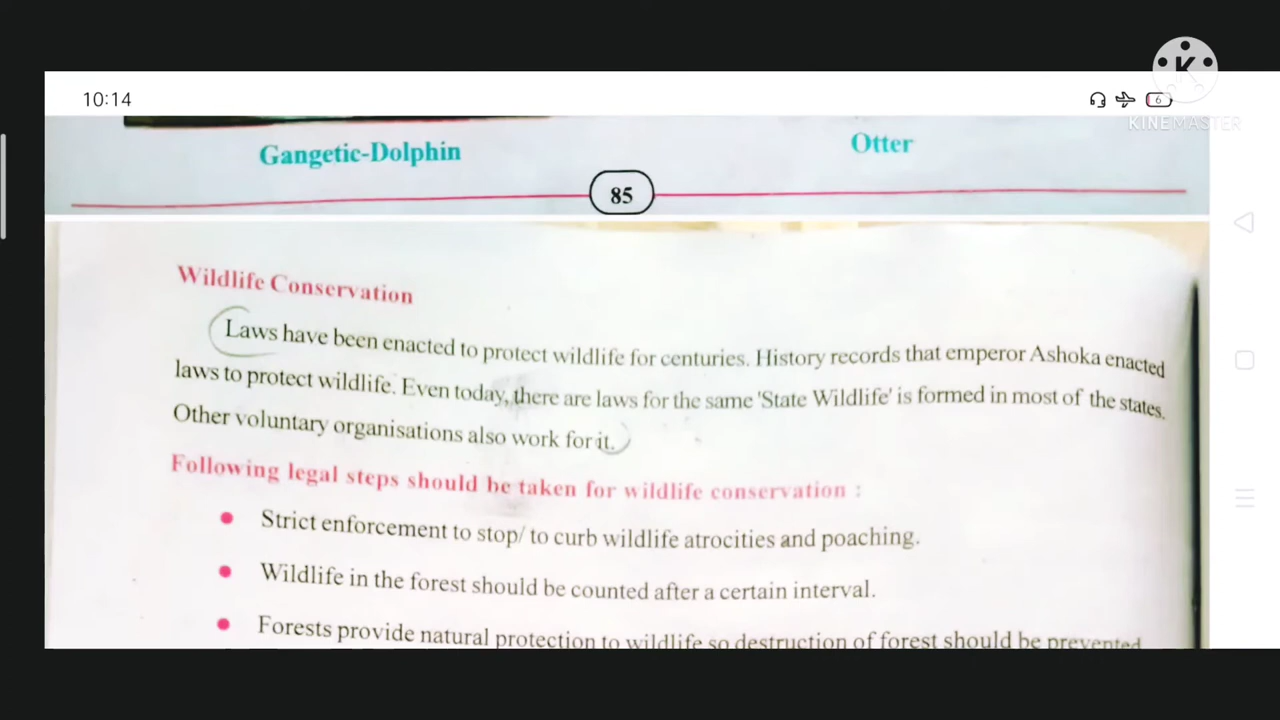 KINEMASTER
10:14
6
Gangetic-Dolphin
Otter
85
Wildlife Conservation
Laws have been enacted to protect wildlife for centuries. History records that emperor Ashoka enacted
laws to protect wildlife. Even today, there are laws for the same 'State Wildlife' is formed in most of the states.
Other voluntary organisations also work for it.
Following legal steps should be taken for wildlife conservation :
• Strict enforcement to stop/ to curb wildlife atrocities and poaching.
• Wildlife in the forest should be counted after a certain interval.
• Forests provide natural protection to wildlife so destruction of forest should be prevented